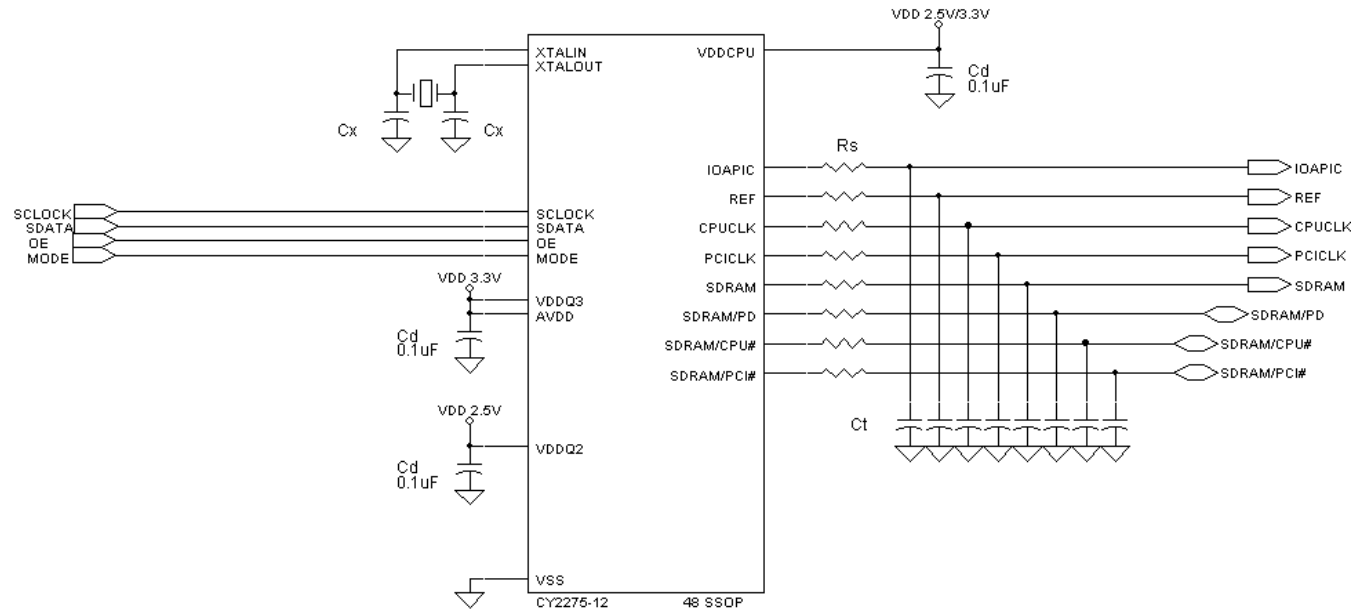 VDD 2.5V/3.3V
XTALIN
XTALOUT
VDDCPU
Cd
0.1uF
Cx
Cx
Rs
IOAPIC
IOAPIC
REF
REF
SCLOCK
SCLOCK
CPUCLK
CPUCLK
SDATA
SDATA
OE
OE
MODE
MODE
PCICLK
PCICLK
VDD 3.3V
SDRAM
SDRAM
VDDQ3
AVDD
SDRAM/PD
SDRAM/PD
Cd
0.1uF
SDRAM/CPU#
SDRAM/CPU#
SDRAM/PCI#
SDRAM/PCI#
VDD 2.5V
Ct
VDDQ2
Cd
0.1uF
VSS
CY2275-12 48 SSOP